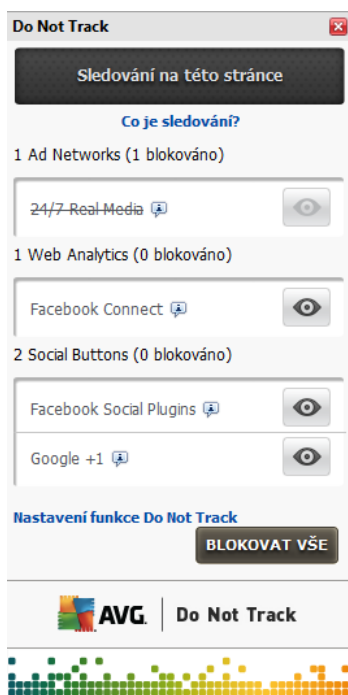 Do Not Track
Sledování na této stránce
Co je sledování?
1 Ad Networks (1 blokováno)
24/7 Real Media
1 Web Analytics (0 blokováno)
Facebook Connect
2 Social Buttons (0 blokováno)
Facebook Social Plugins
Google +1
Nastavení funkce Do Not Track
BLOKOVAT VŠE
AVG. Do Not Track